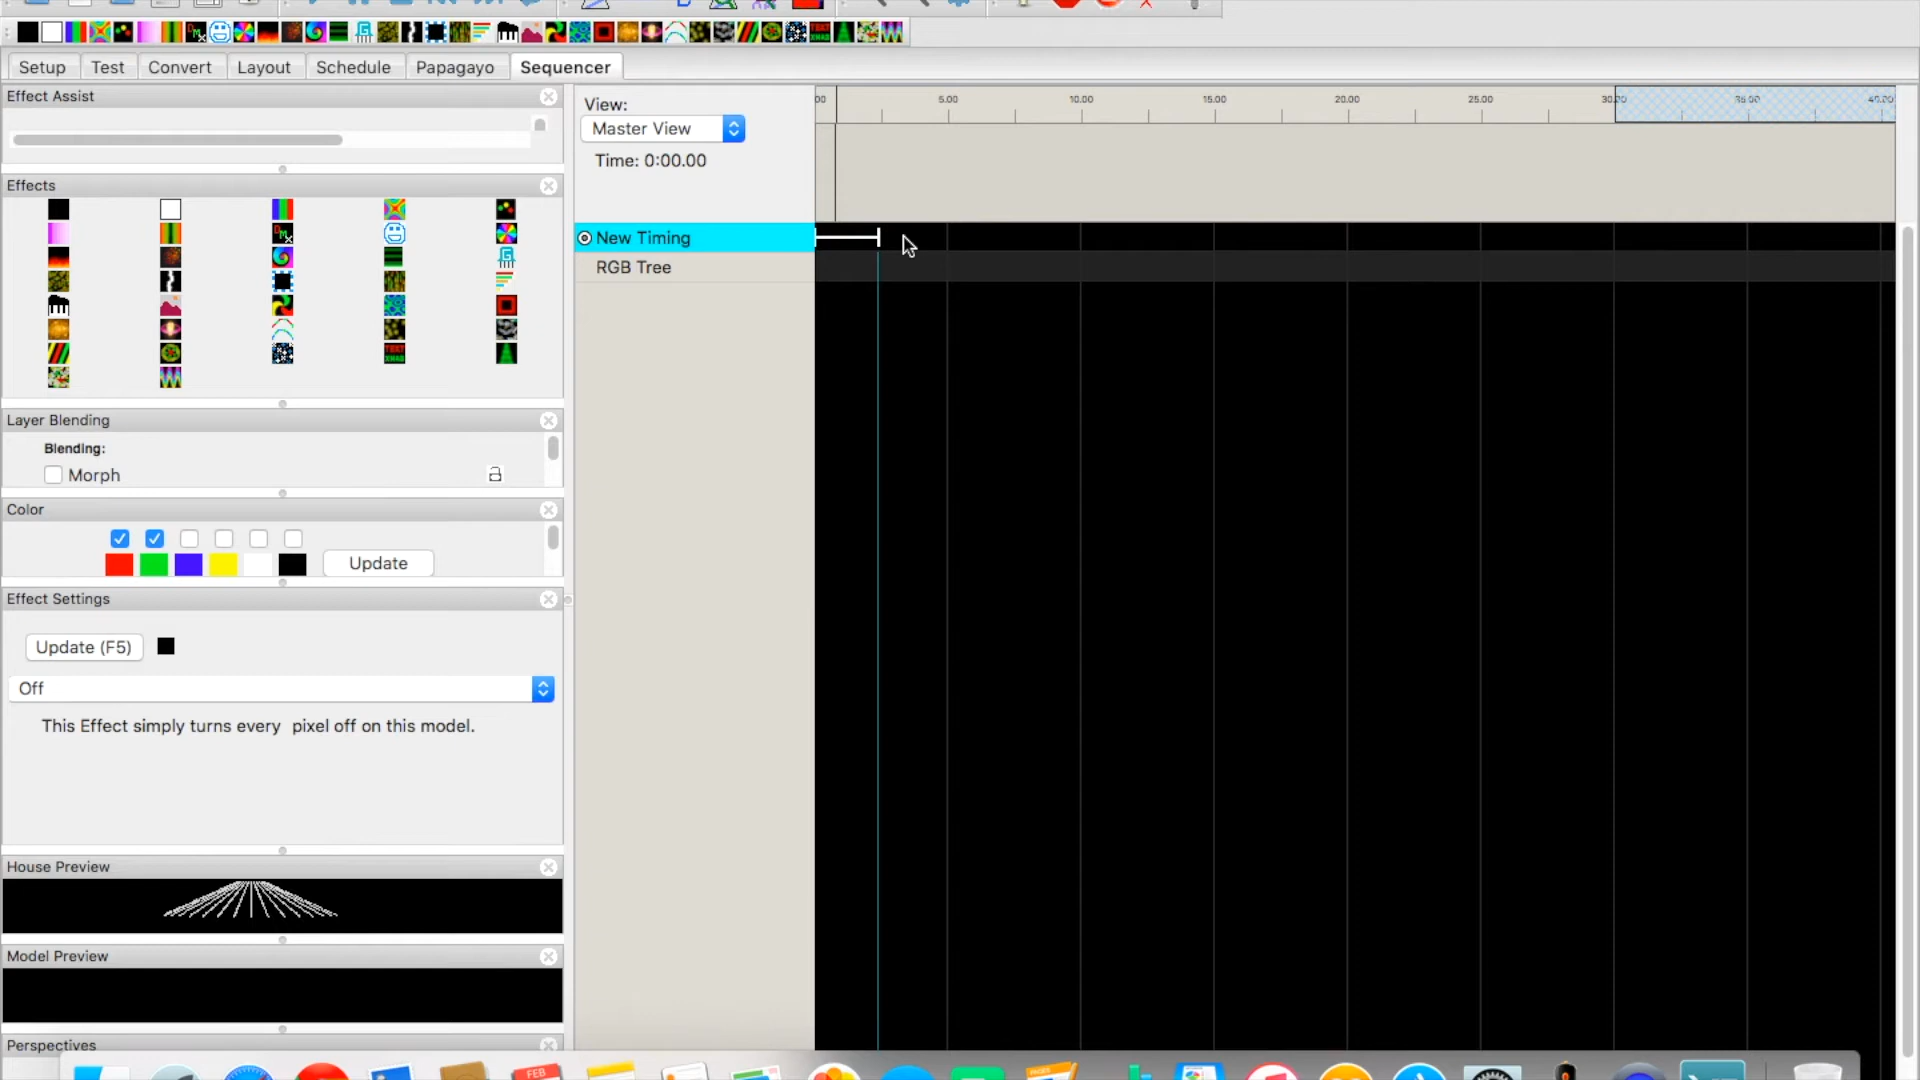 Setup Test Convert Layout Schedule Papagayo Sequencer
Effect Assist
View:
Master View
Time: 0:00.00
5.00 10.00 15.00 20.00 25.00
Effects
New Timing
RGB Tree
Layer Blending
Blending:
Morph
Color
Update
Effect Settings
Update (F5)
Off
This Effect simply turns every pixel off on this model.
House Preview
Model Preview
Perspectives
FEB
PAGES